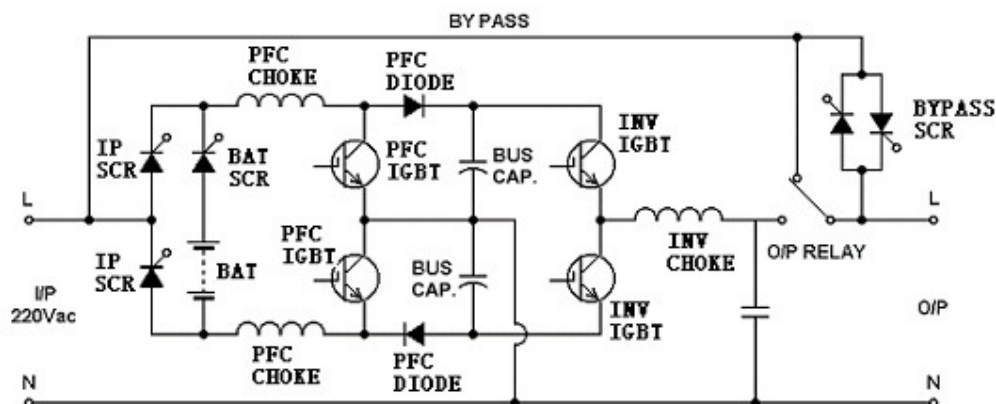 BY PASS
PFC
CHOKE
PFC
DIODE
IP
SCR
BAT
SCR
PFC
IGBT
BUS
CAP.
INV
IGBT
BYPASS
SCR
L
L
PFC
IGBT
INV
CHOKE
O/P RELAY
IP
SCR
BAT
BUS
CAP.
I/P
220Vac
INV
IGBT
O/P
PFC
CHOKE
PFC
DIODE
N
N